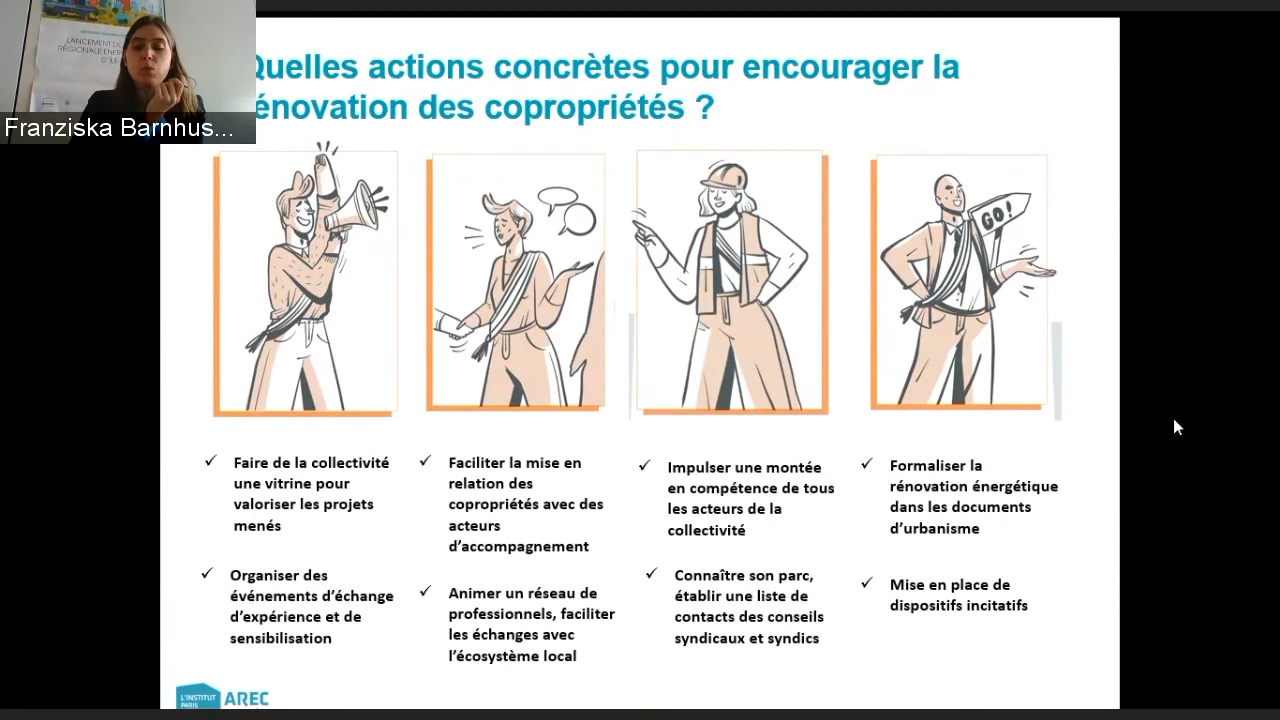 LANCEMENT
RÉGIONALE
Franziska Barnhus...
Quelles actions concrètes pour encourager la
énovation des copropriétés ?
GO!
✓ Faire de la collectivité
une vitrine pour
valoriser les projets
menés
✓ Organiser des
événements d’échange
d’expérience et de
sensibilisation
✓ Faciliter la mise en
relation des
copropriétés avec des
acteurs
d’accompagnement
✓ Animer un réseau de
professionnels, faciliter
les échanges avec
l’écosystème local
✓ Impulser une montée
en compétence de tous
les acteurs de la
collectivité
✓ Connaître son parc,
établir une liste de
contacts des conseils
syndicaux et syndics
✓ Formaliser la
rénovation énergétique
dans les documents
d’urbanisme
✓ Mise en place de
dispositifs incitatifs
L'INSTITUT
PARIS
AREC